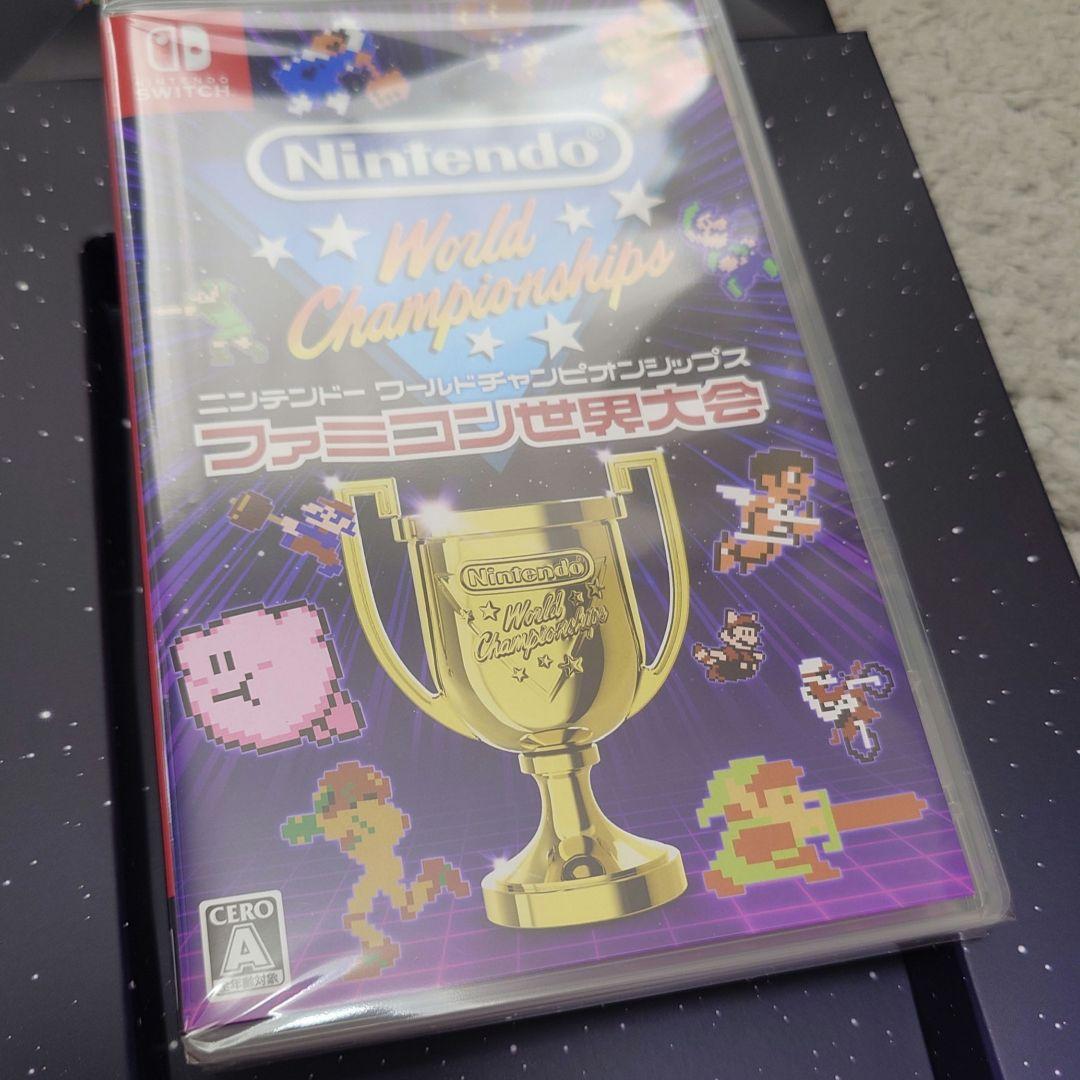 NINTENDO
SWITCH
Nintendo®
World
Championships
ニンテンドー ワールドチャンピオンシップス
ファミコン世界大会
Nintendo®
World
Championships
CERO
A
全年齢対象